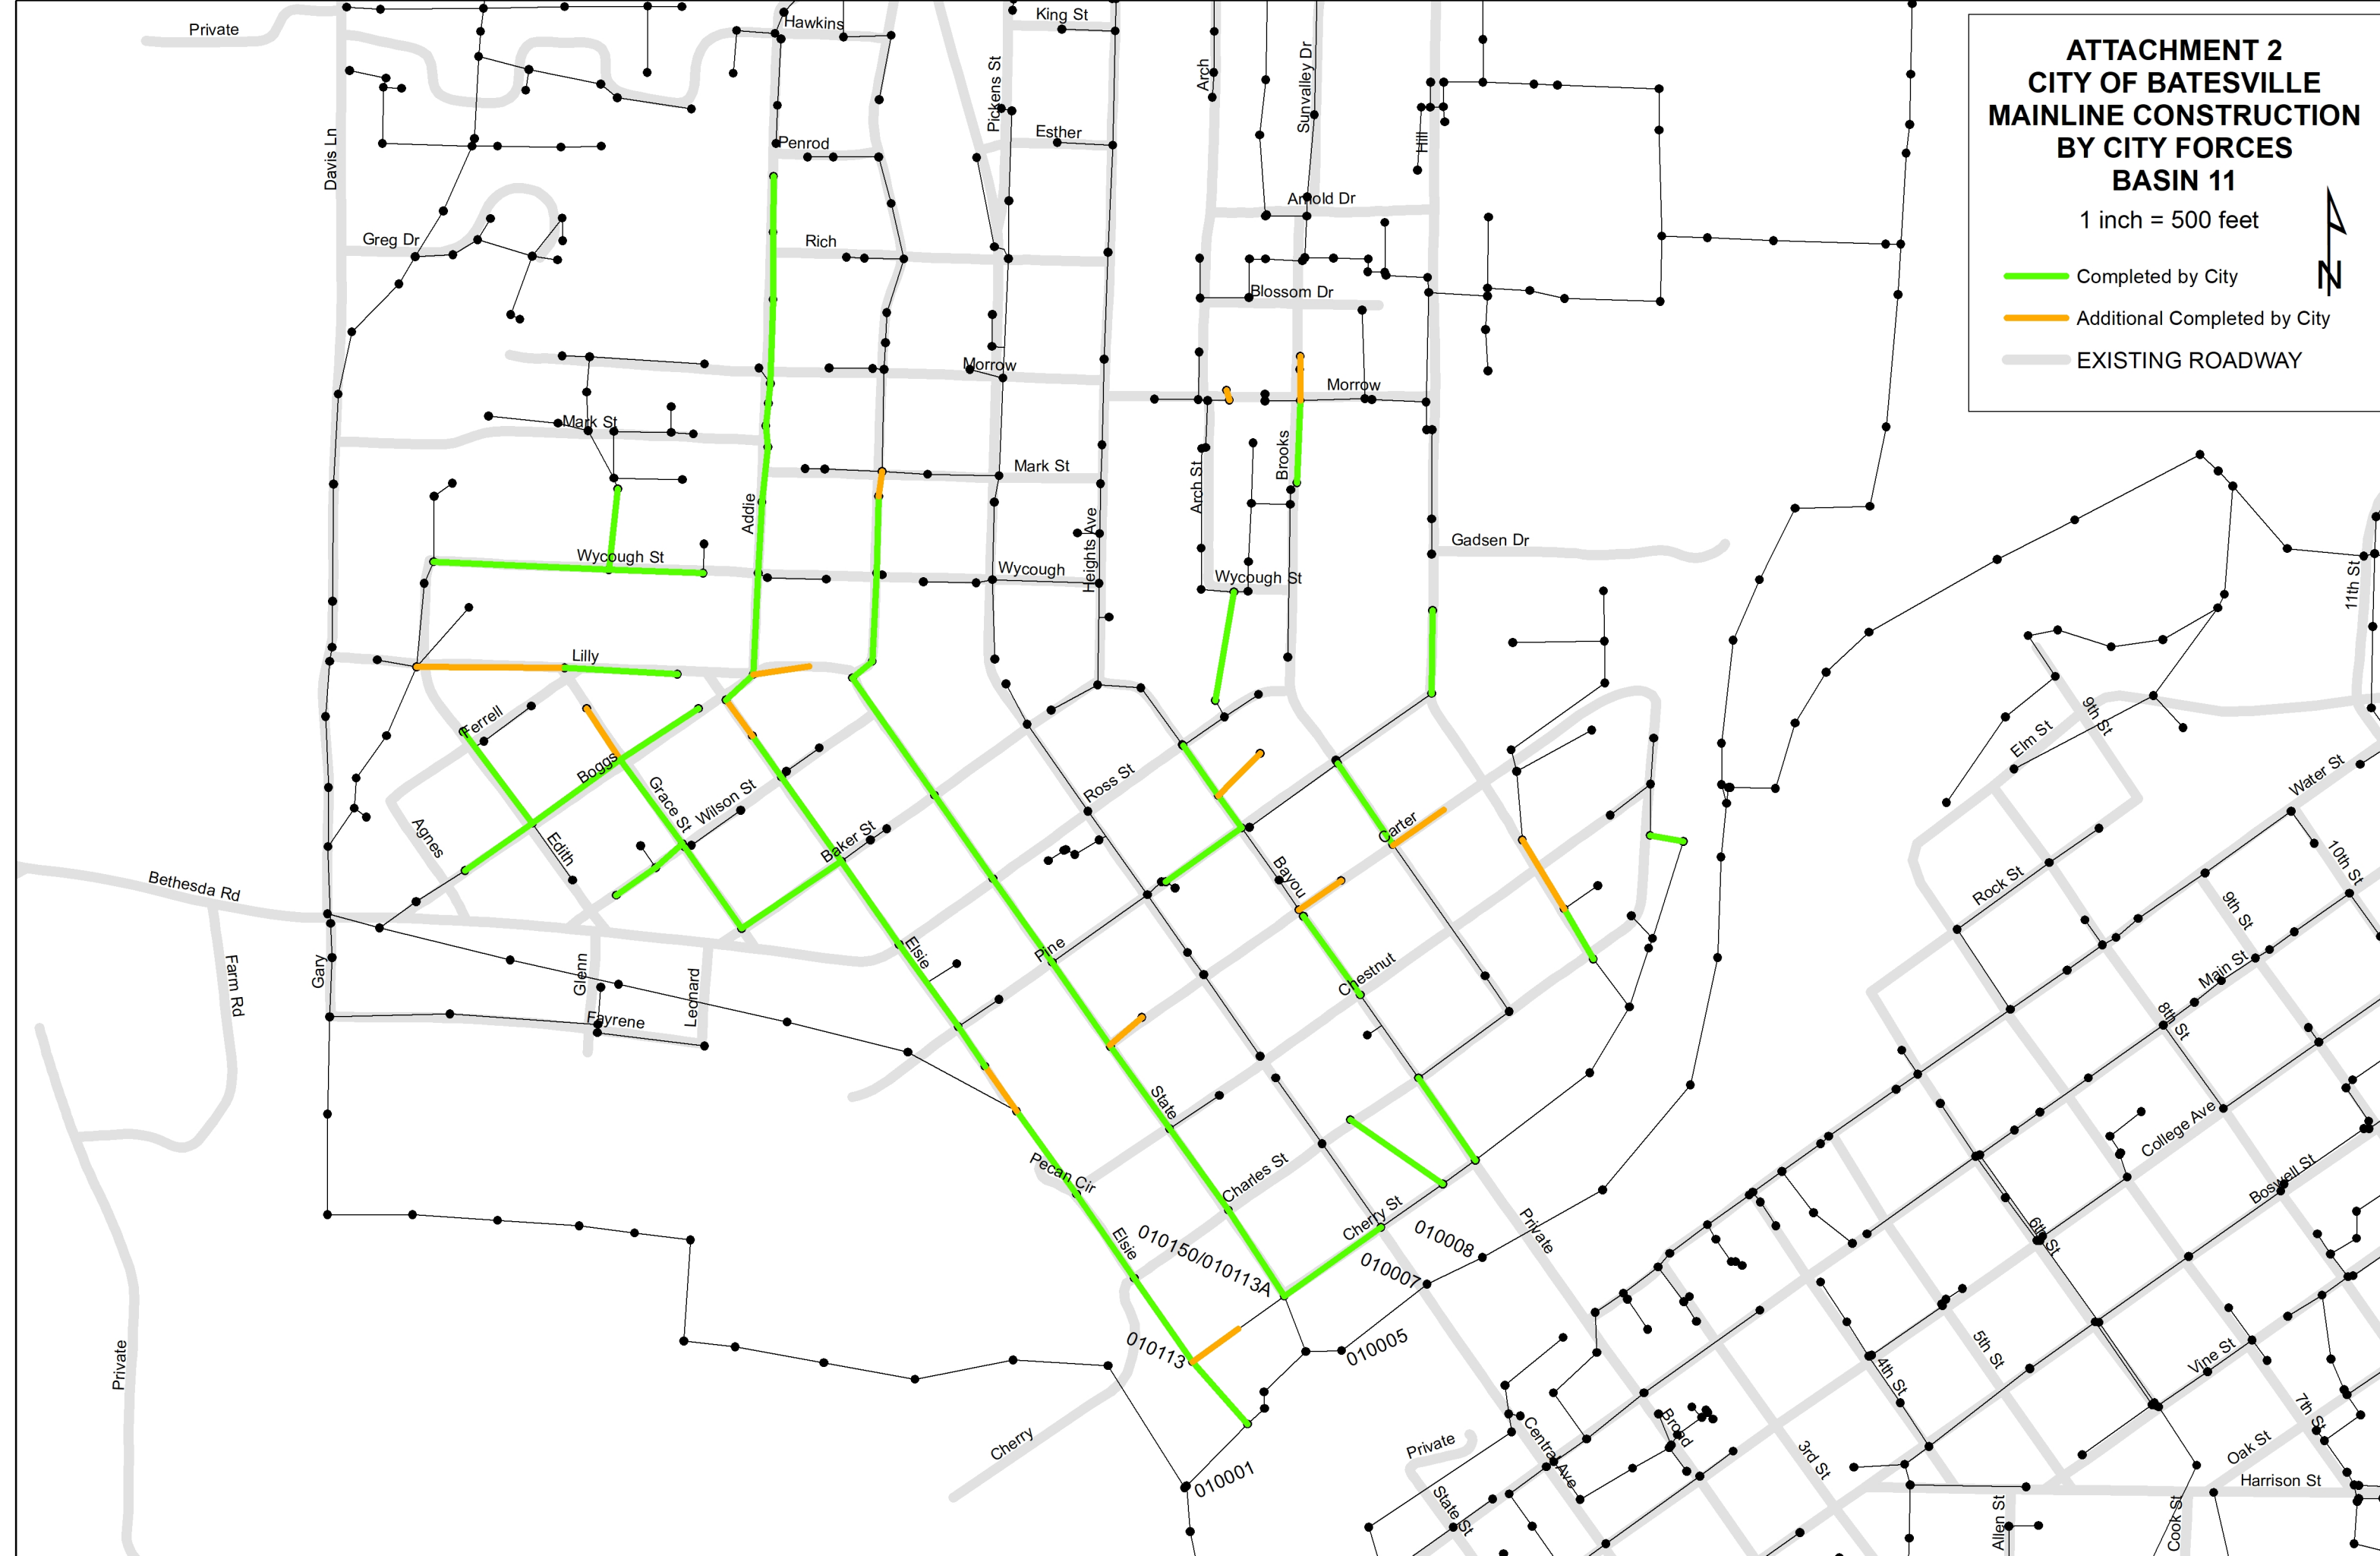 ATTACHMENT 2
CITY OF BATESVILLE
MAINLINE CONSTRUCTION
BY CITY FORCES
BASIN 11
1 inch = 500 feet
N
Completed by City
Additional Completed by City
EXISTING ROADWAY
Private
Hawkins
King St
Pickens St
Arch
Sunvalley Dr
Hill
Davis Ln
Penrod
Esther
Arnold Dr
Greg Dr
Rich
Blossom Dr
Morrow
Morrow
Mark St
Mark St
Brooks
Arch St
Addie
Heights Ave
Gadsen Dr
Wycough St
Wycough
Wycough St
11th St
Lilly
Ferrell
9th St
Elm St
Boggs
Grace St
Wilson St
Ross St
Water St
Agnes
Edith
Baker St
Carter
10th St
Bethesda Rd
Bayou
Rock St
9th St
Farm Rd
Gary
Glenn
Leonard
Elsie
Pine
Chestnut
Main St
Fayrene
8th St
State
College Ave
Pecan Cir
Charles St
Boswell St
Cherry St
Elsie
010150/010113A
010008
010007
Private
6th St
010113
010005
Private
5th St
4th St
Vine St
7th St
Cherry
Private
Central Ave
Broad
3rd St
Oak St
Harrison St
010001
State St
Allen St
Cook St